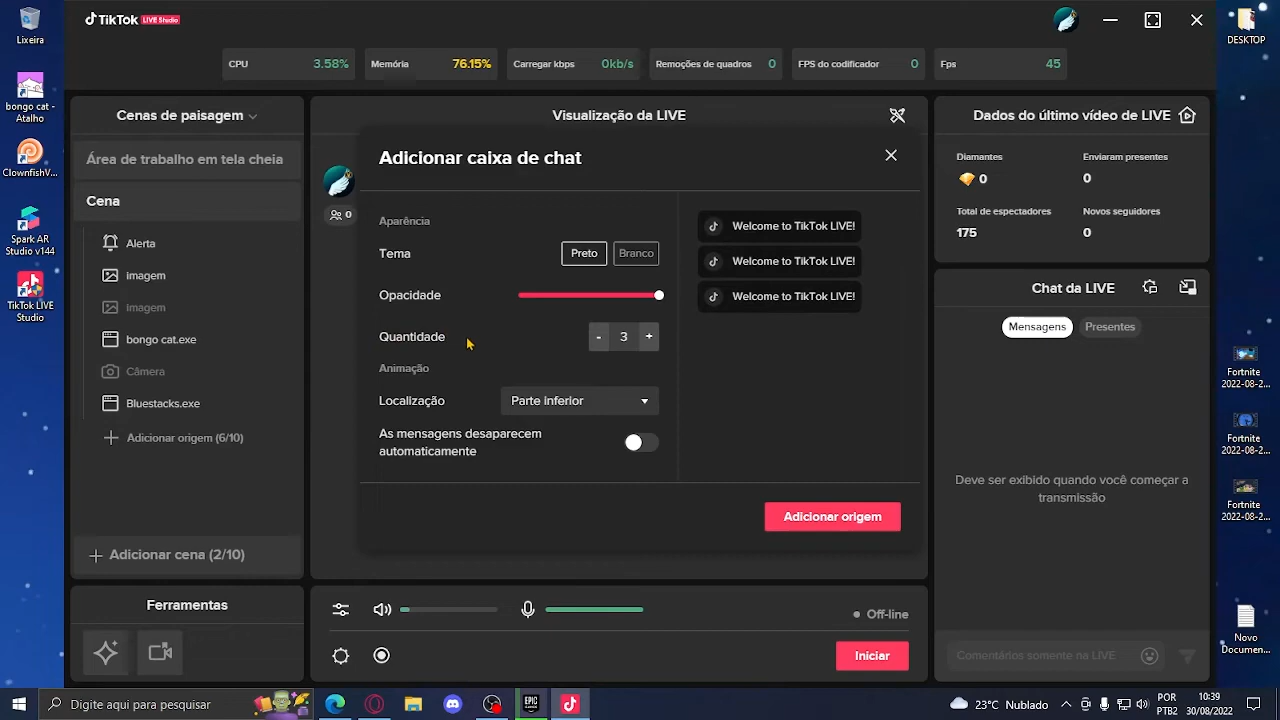 Lixeira
bongo cat -
Atalho
ClownfishV...
Spark AR
Studio v144
TikTok LIVE
Studio
TikTok LIVE Studio
CPU 3.58%
Memória 76.15%
Carregar kbps 0kb/s
Remoções de quadros 0
FPS do codificador 0
Fps 45
Cenas de paisagem
Área de trabalho em tela cheia
Cena
Alerta
imagem
imagem
bongo cat.exe
Câmera
Bluestacks.exe
Adicionar origem (6/10)
Adicionar cena (2/10)
Ferramentas
Visualização da LIVE
0
Adicionar caixa de chat
Aparência
Tema Preto Branco
Opacidade
Quantidade - 3 +
Animação
Localização Parte Inferior
As mensagens desaparecem
automaticamente
Welcome to TikTok LIVE!
Welcome to TikTok LIVE!
Welcome to TikTok LIVE!
Adicionar origem
Off-line
Iniciar
Dados do último vídeo de LIVE
Diamantes Enviaram presentes
0 0
Total de espectadores Novos seguidores
175 0
Chat da LIVE
Mensagens Presentes
Deve ser exibido quando você começar a
transmissão
Comentários somente na LIVE
DESKTOP
Fortnite
2022-08-2...
Fortnite
2022-08-2...
Fortnite
2022-08-2...
Novo
Documen...
Digite aqui para pesquisar
EPIC
GAMES
23°C Nublado
POR
PTB2
10:39
30/08/2022